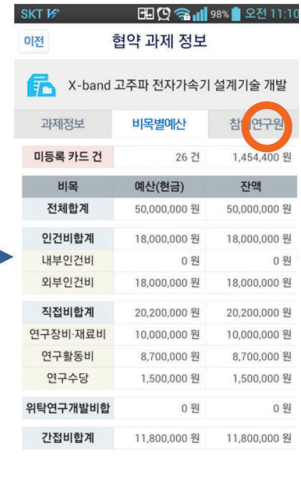 SKT 98% 오전 11:10
이전 협약 과제 정보
X-band 고주파 전자가속기 설계기술 개발
과제정보 비목별예산 참여연구원
미등록 카드 건 26 건 1,454,400 원
비목 예산(현금) 잔액
전체합계 50,000,000 원 50,000,000 원
인건비합계 18,000,000 원 18,000,000 원
내부인건비 0 원 0 원
외부인건비 18,000,000 원 18,000,000 원
직접비합계 20,200,000 원 20,200,000 원
연구장비·재료비 10,000,000 원 10,000,000 원
연구활동비 8,700,000 원 8,700,000 원
연구수당 1,500,000 원 1,500,000 원
위탁연구개발비합 0 원 0 원
간접비합계 11,800,000 원 11,800,000 원